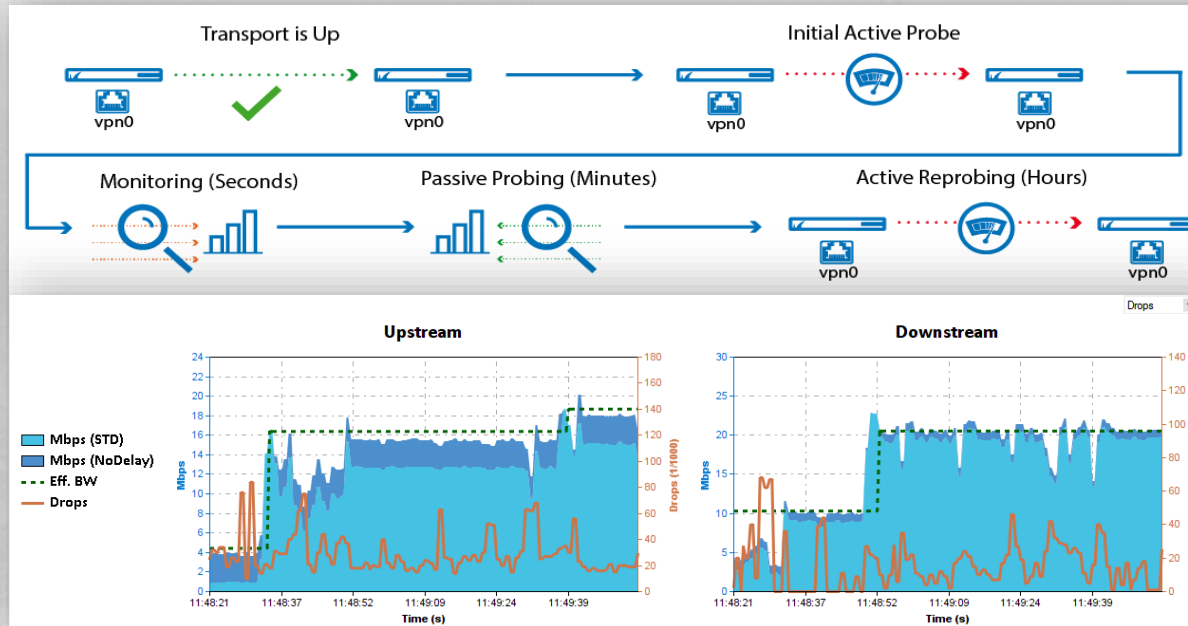 Transport is Up
Initial Active Probe
vpn0
vpn0
vpn0
vpn0
Monitoring (Seconds)
Passive Probing (Minutes)
Active Reprobing (Hours)
vpn0
vpn0
Drops
Upstream
Downstream
Mbps (STD)
Mbps (NoDelay)
Eff. BW
Drops
24
22
20
18
16
14
12
10
8
6
4
2
0
Mbps
180
160
140
120
100
80
60
40
20
0
Drops (1/1000)
11:48:21
11:48:37
11:48:52
11:49:09
11:49:24
11:49:39
Time (s)
30
25
20
15
10
5
0
Mbps
140
120
100
80
60
40
20
0
11:48:21
11:48:37
11:48:52
11:49:09
11:49:24
11:49:39
Time (s)